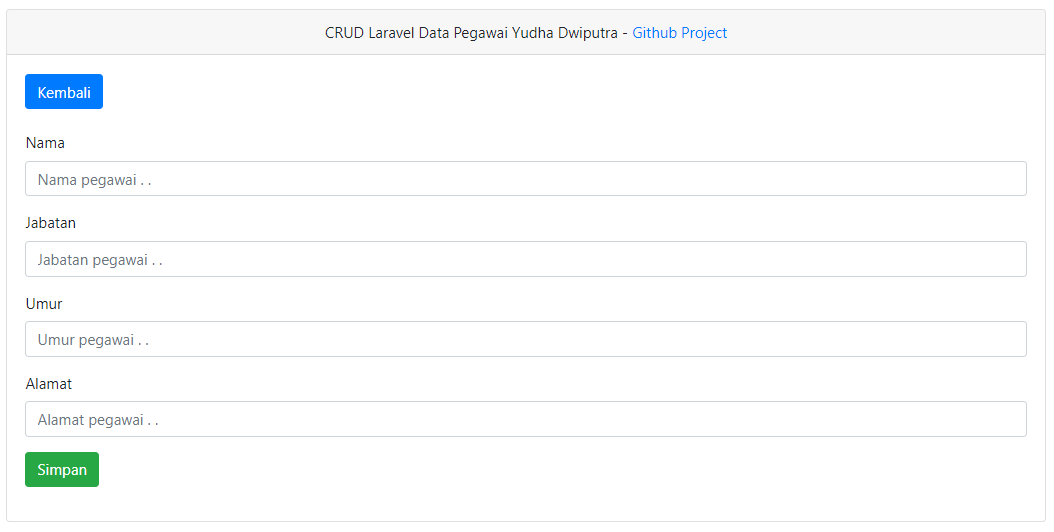 CRUD Laravel Data Pegawai Yudha Dwiputra - Github Project
Kembali
Nama
Nama pegawai . .
Jabatan
Jabatan pegawai . .
Umur
Umur pegawai . .
Alamat
Alamat pegawai . .
Simpan